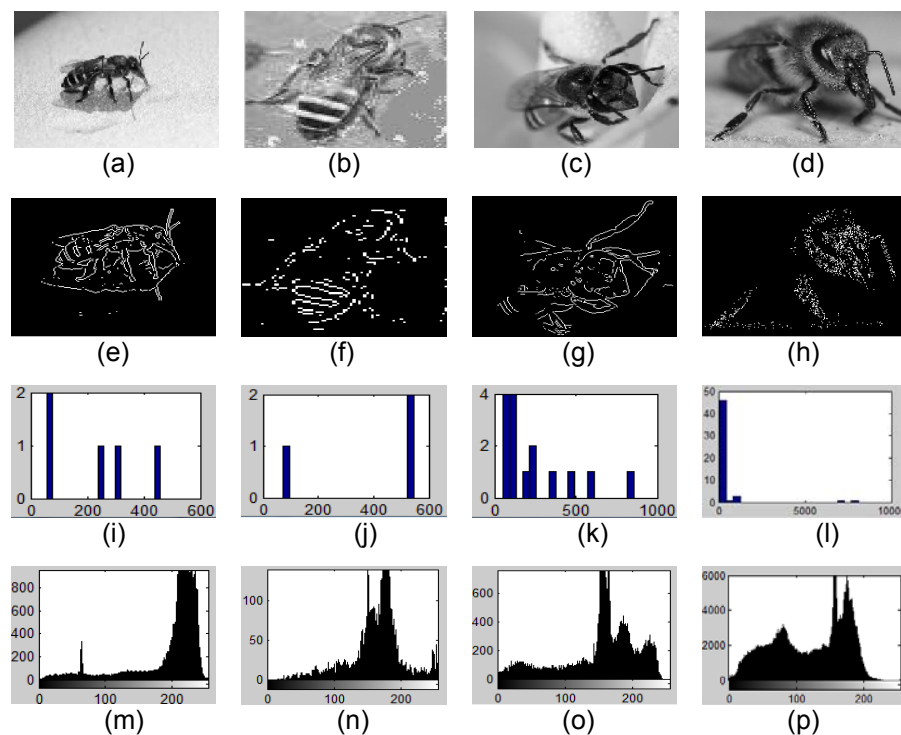 (a) (b) (c) (d)
(e) (f) (g) (h)
2 2 4 50
40
30
1 1 2 20
10
0 0 0 0
0 200 400 600 0 200 400 600 0 500 1000 0 5000 1000
(i) (j) (k) (l)
800 100 600 6000
600 4000
400 50 400 2000
200 200
0 0 0 0
0 100 200 0 100 200 0 100 200 0 100 200
(m) (n) (o) (p)